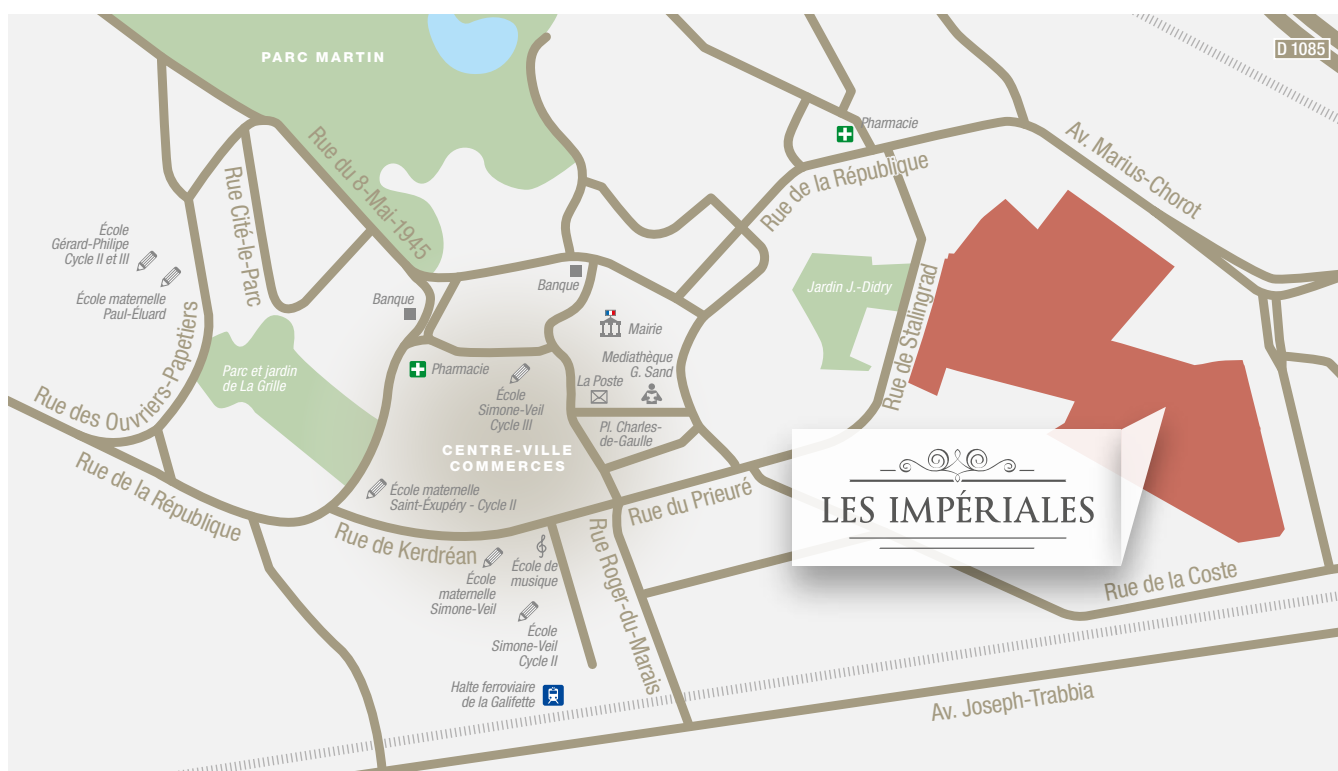 PARC MARTIN
D 1085
Pharmacie
Av. Marius-Chorot
Rue de la République
Rue du 8-Mai-1945
Rue Cité-le-Parc
École
Gérard-Philipe
Cycle II et III
École maternelle
Paul-Éluard
Banque
Banque
Jardin J.-Didry
Rue de Stalingrad
Mairie
Mediathèque
G. Sand
La Poste
Pharmacie
École
Simone-Veil
Cycle III
Parc et jardin
de La Grille
Rue des Ouvriers-Papetiers
Pl. Charles-
de-Gaulle
CENTRE-VILLE
COMMERCES
Rue de la République
École maternelle
Saint-Éxupéry - Cycle II
Rue du Prieuré
LES IMPÉRIALES
Rue de Kerdréan
Rue Roger-du-Marais
École
maternelle
Simone-Veil
École de
musique
Rue de la Coste
École
Simone-Veil
Cycle II
Halte ferroviaire
de la Galifette
Av. Joseph-Trabbia